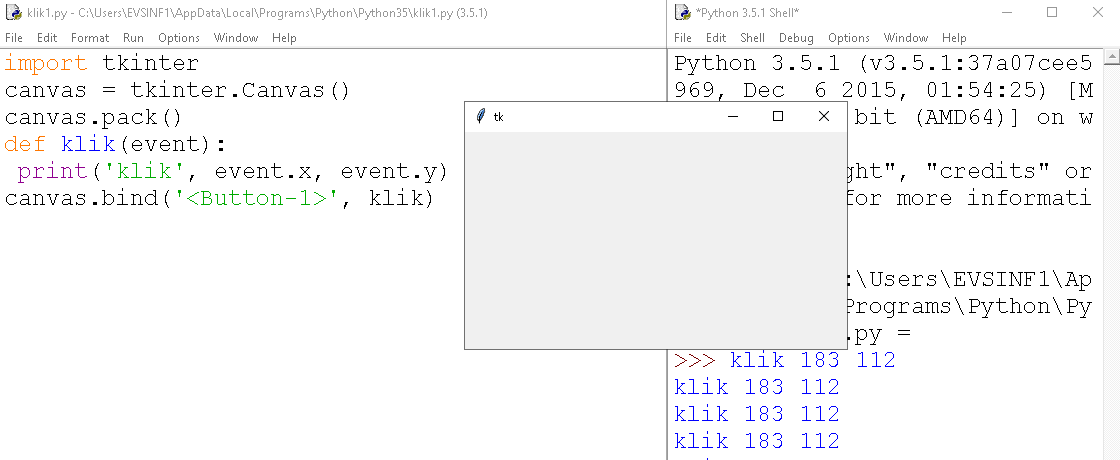 klik1.py - C:\Users\EVSINF1\AppData\Local\Programs\Python\Python35\klik1.py (3.5.1)
File Edit Format Run Options Window Help
import tkinter
canvas = tkinter.Canvas()
canvas.pack()
def klik(event):
 print('klik', event.x, event.y)
canvas.bind('<Button-1>', klik)
tk
*Python 3.5.1 Shell*
File Edit Shell Debug Options Window Help
Python 3.5.1 (v3.5.1:37a07cee5
969, Dec  6 2015, 01:54:25) [M
bit (AMD64)] on w
ght", "credits" or
for more informati
:\Users\EVSINF1\Ap
Programs\Python\Py
.py =
>>> klik 183 112
klik 183 112
klik 183 112
klik 183 112